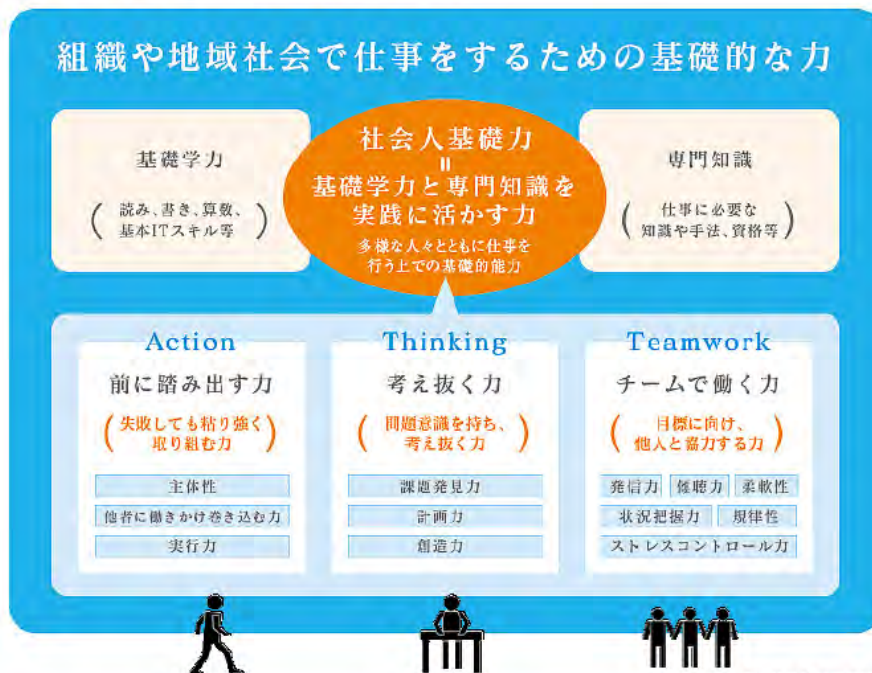 組織や地域社会で仕事をするための基礎的な力
基礎学力
(読み、書き、算数、
基本ITスキル等)
社会人基礎力
=
基礎学力と専門知識を
実践に活かす力
多様な人々とともに仕事を
行う上での基礎的能力
専門知識
(仕事に必要な
知識や手法、資格等)
Action
前に踏み出す力
(失敗しても粘り強く
取り組む力)
主体性
他者に働きかけ巻き込む力
実行力
Thinking
考え抜く力
(問題意識を持ち、
考え抜く力)
課題発見力
計画力
創造力
Teamwork
チームで働く力
(目標に向け、
他人と協力する力)
発信力 傾聴力 柔軟性
状況把握力 規律性
ストレスコントロール力